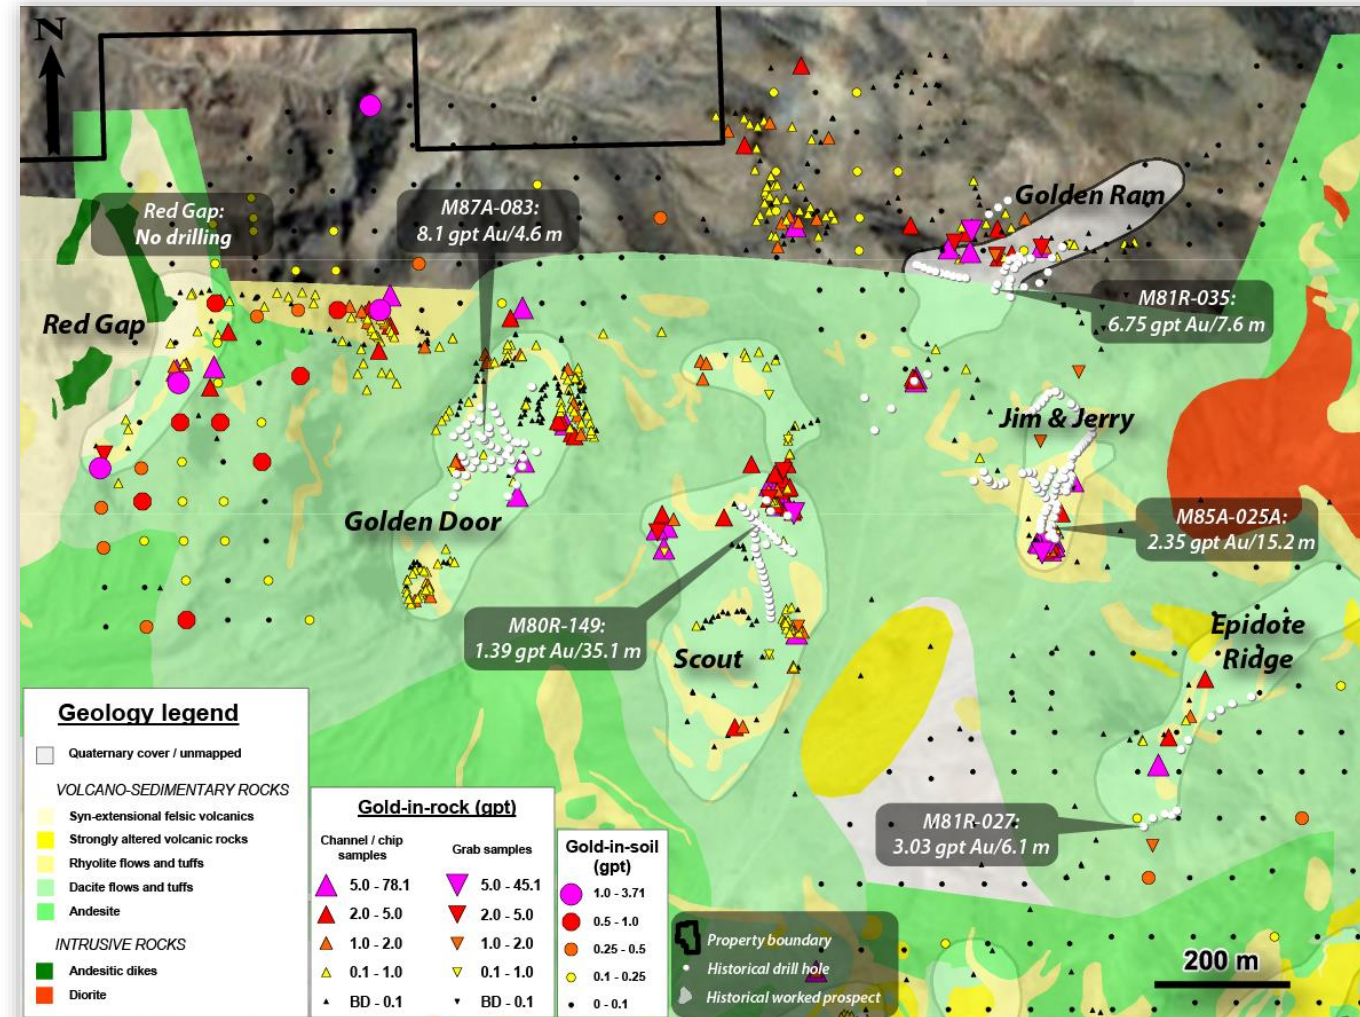 N
Golden Ram
Red Gap:
No drilling
M87A-083:
8.1 gpt Au/4.6 m
M81R-035:
6.75 gpt Au/7.6 m
Red Gap
Jim & Jerry
Golden Door
M85A-025A:
2.35 gpt Au/15.2 m
M80R-149:
1.39 gpt Au/35.1 m
Scout
Epidote
Ridge
M81R-027:
3.03 gpt Au/6.1 m
Geology legend
Quaternary cover / unmapped
VOLCANO-SEDIMENTARY ROCKS
Syn-extensional felsic volcanics
Strongly altered volcanic rocks
Rhyolite flows and tuffs
Dacite flows and tuffs
Andesite
INTRUSIVE ROCKS
Andesitic dikes
Diorite
Gold-in-rock (gpt)
Channel / chip
samples
Grab samples
5.0 - 78.1
5.0 - 45.1
2.0 - 5.0
2.0 - 5.0
1.0 - 2.0
1.0 - 2.0
0.1 - 1.0
0.1 - 1.0
BD - 0.1
BD - 0.1
Gold-in-soil
(gpt)
1.0 - 3.71
0.5 - 1.0
0.25 - 0.5
0.1 - 0.25
0 - 0.1
Property boundary
Historical drill hole
Historical worked prospect
200 m